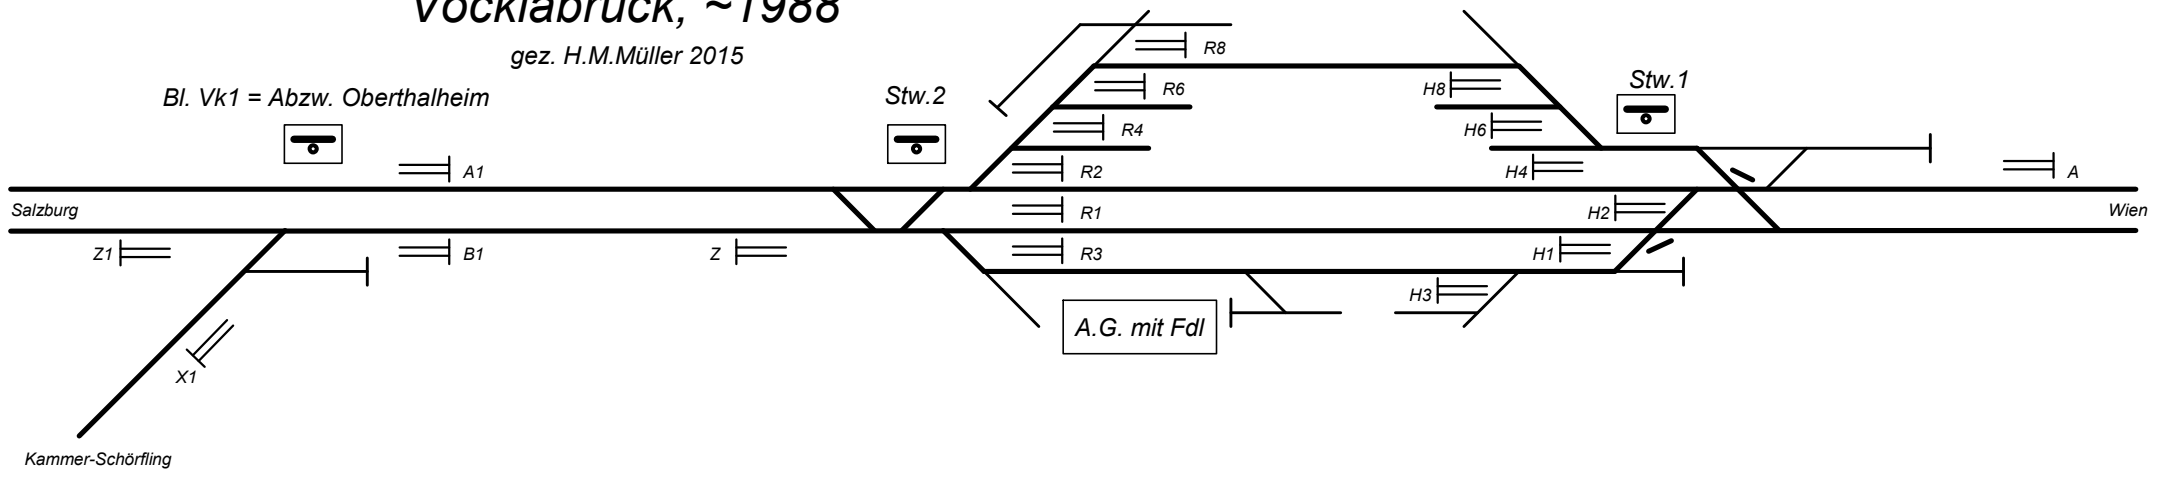 Vöcklabruck, ~1988
gez. H.M.Müller 2015
Bl. Vk1 = Abzw. Oberthalheim
Stw.2
Stw.1
R8
R6
H8
R4
H6
A1
R2
H4
A
Salzburg
R1
H2
Wien
Z1
B1
Z
R3
H1
H3
A.G. mit Fdl
X1
Kammer-Schörfling